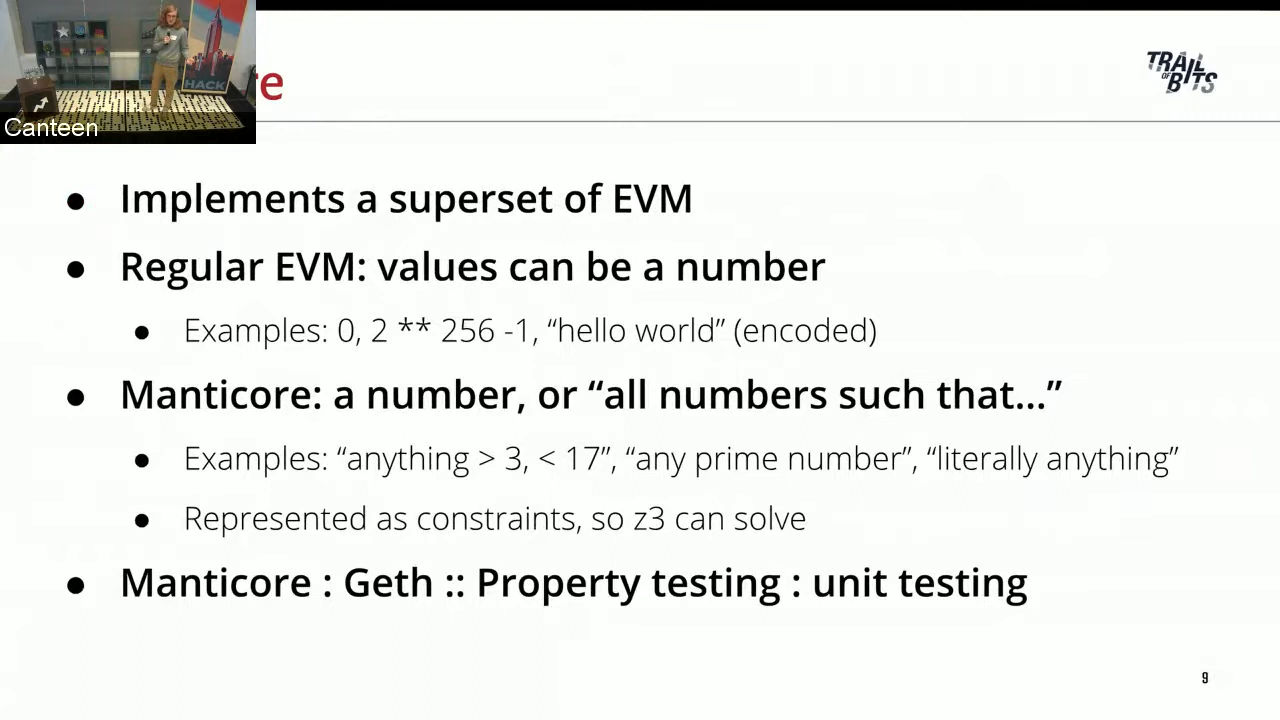 HACK
Canteen
re
TRAIL
OF
BITS
● Implements a superset of EVM
● Regular EVM: values can be a number
● Examples: 0, 2 ** 256 -1, “hello world” (encoded)
● Manticore: a number, or “all numbers such that…”
● Examples: “anything > 3, < 17”, “any prime number”, “literally anything”
● Represented as constraints, so z3 can solve
● Manticore : Geth :: Property testing : unit testing
9